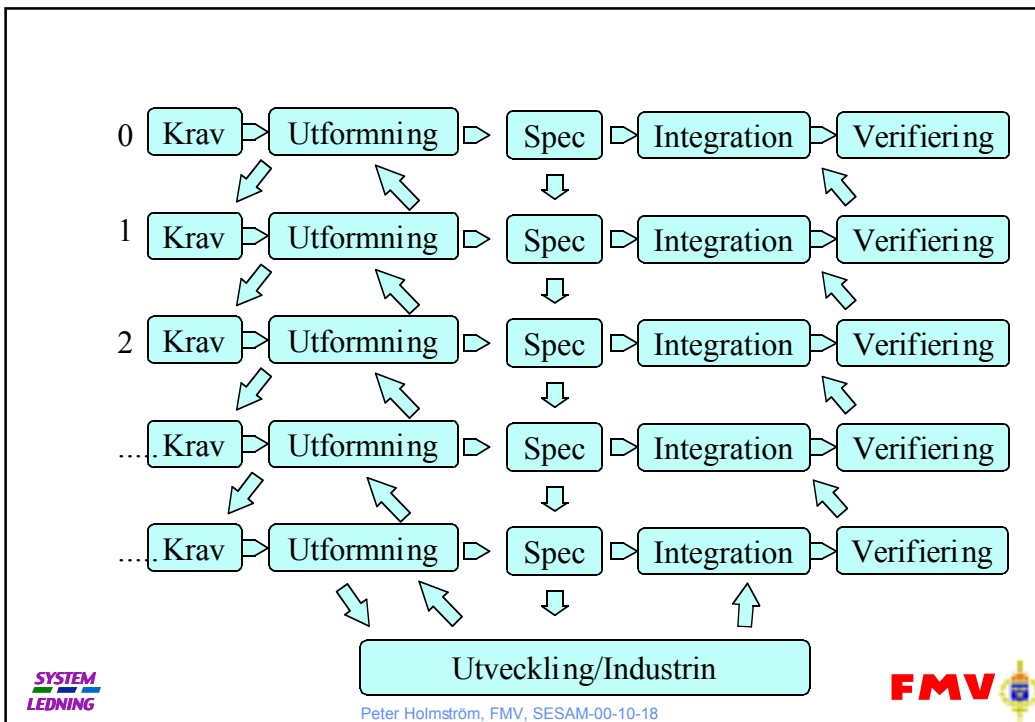 0 Krav Utformning Spec Integration Verifiering
1 Krav Utformning Spec Integration Verifiering
2 Krav Utformning Spec Integration Verifiering
..... Krav Utformning Spec Integration Verifiering
..... Krav Utformning Spec Integration Verifiering
Utveckling/Industrin
SYSTEM
LEDNING
Peter Holmström, FMV, SESAM-00-10-18
FMV